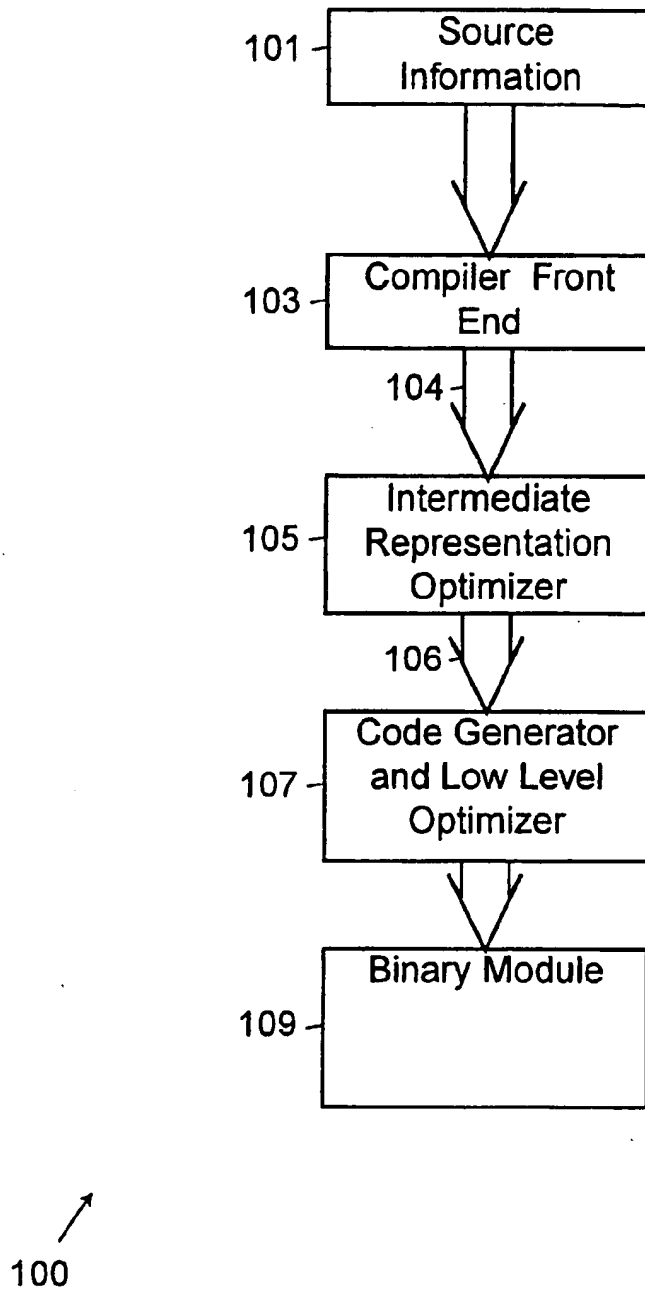 101
Source
Information
103
Compiler Front
End
104
105
Intermediate
Representation
Optimizer
106
107
Code Generator
and Low Level
Optimizer
Binary Module
109
100